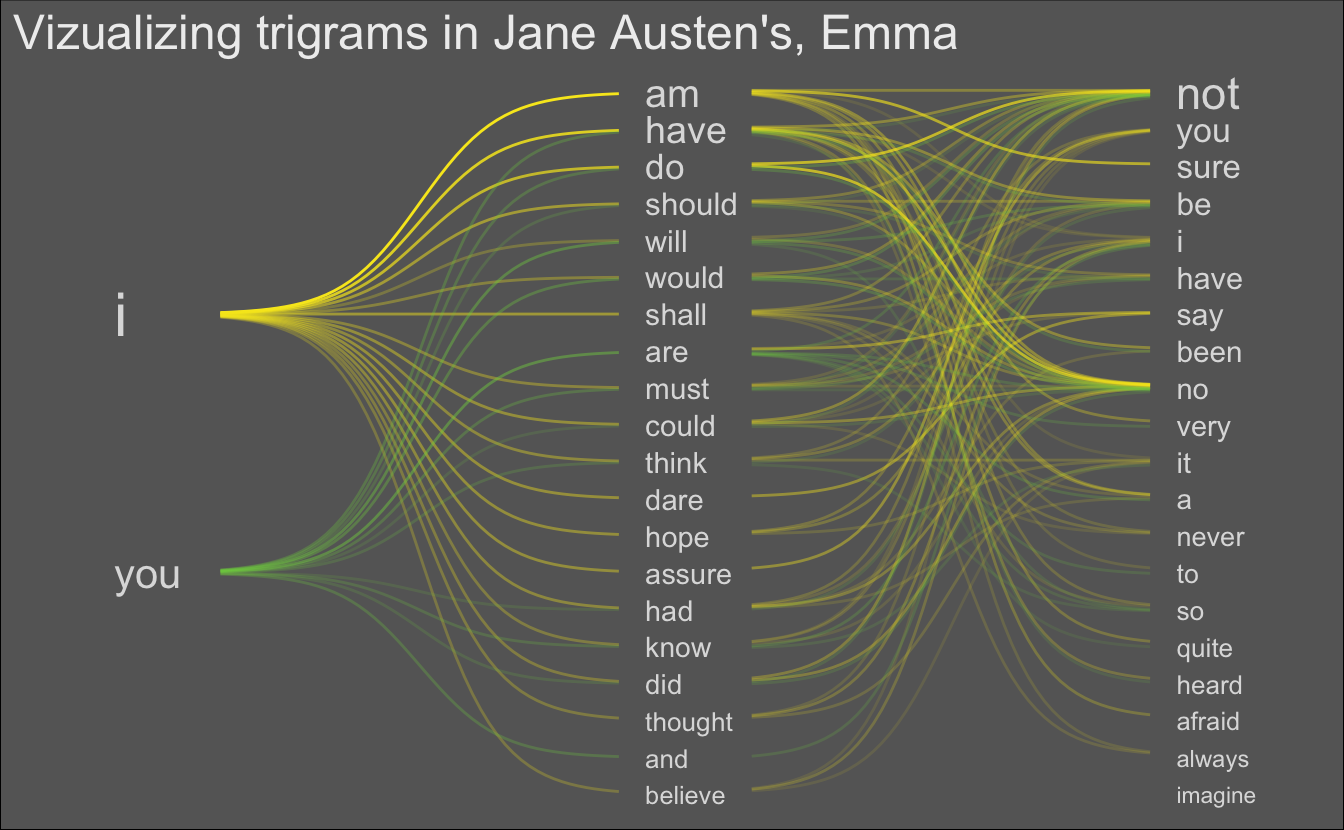 Vizualizing trigrams in Jane Austen's, Emma
i
you
am
have
do
should
will
would
shall
are
must
could
think
dare
hope
assure
had
know
did
thought
and
believe
not
you
sure
be
i
have
say
been
no
very
it
a
never
to
so
quite
heard
afraid
always
imagine